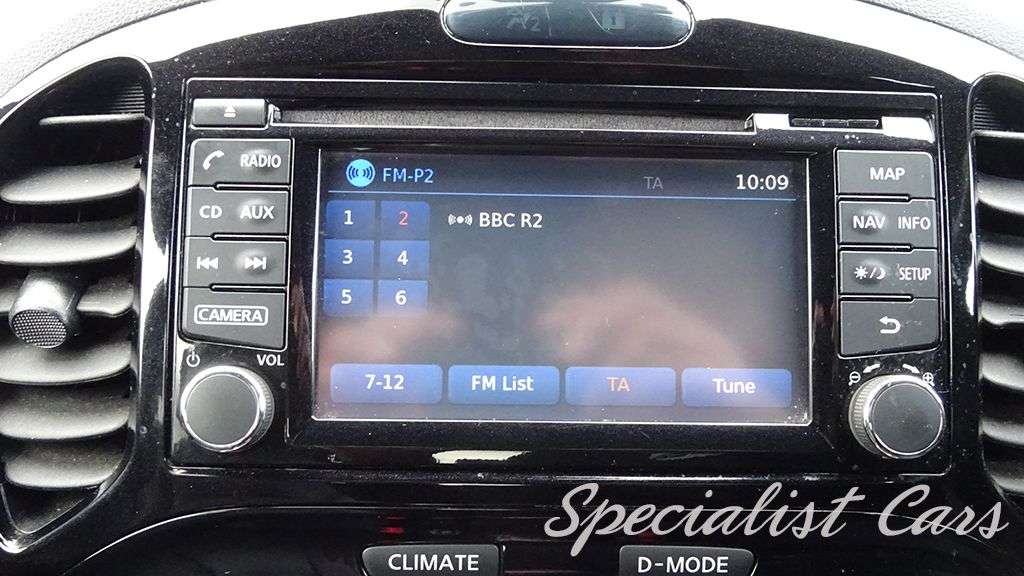 RADIO
CD AUX
CAMERA
VOL
FM-P2
TA
10:09
1 2
BBC R2
3 4
5 6
7-12
FM List
TA
Tune
MAP
NAV INFO
SETUP
CLIMATE
D-MODE
Specialist Cars